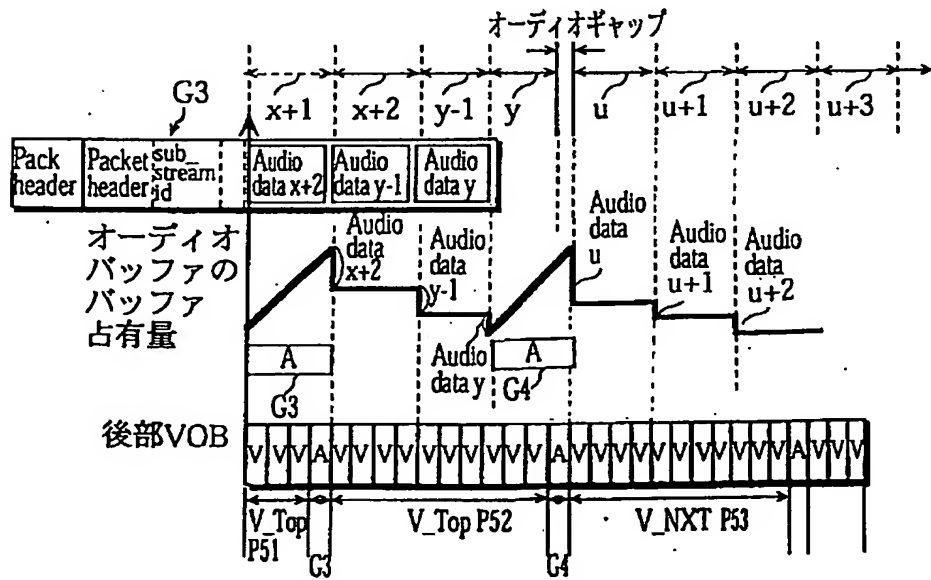 オーディオギャップ
x+1 x+2 y-1 y u u+1 u+2 u+3
G3
Pack header
Packet header
sub_stream id
Audio data x+2
Audio data y-1
Audio data y
オーディオ
バッファの
バッファ
占有量
Audio data x+2
Audio data y-1
Audio data y
Audio data u
Audio data u+1
Audio data u+2
A
G3
A
G4
後部VOB
V V V A V V V V V V V V V V A V V V V V V V V V V A V V V
V_Top P51
V_Top P52
V_NXT P53
G3
G4